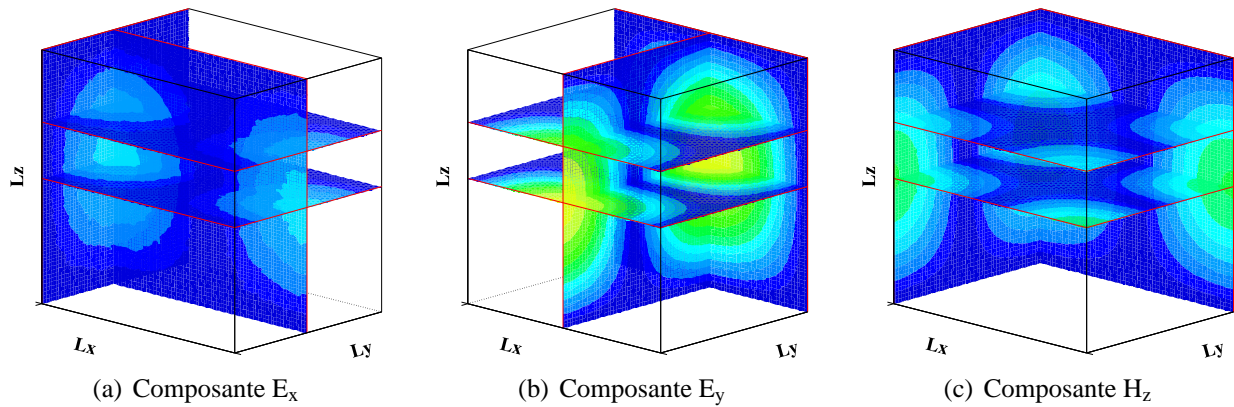 Lz
Lx
Ly
(a) Composante Ex
Lz
Lx
Ly
(b) Composante Ey
Lz
Lx
Ly
(c) Composante Hz